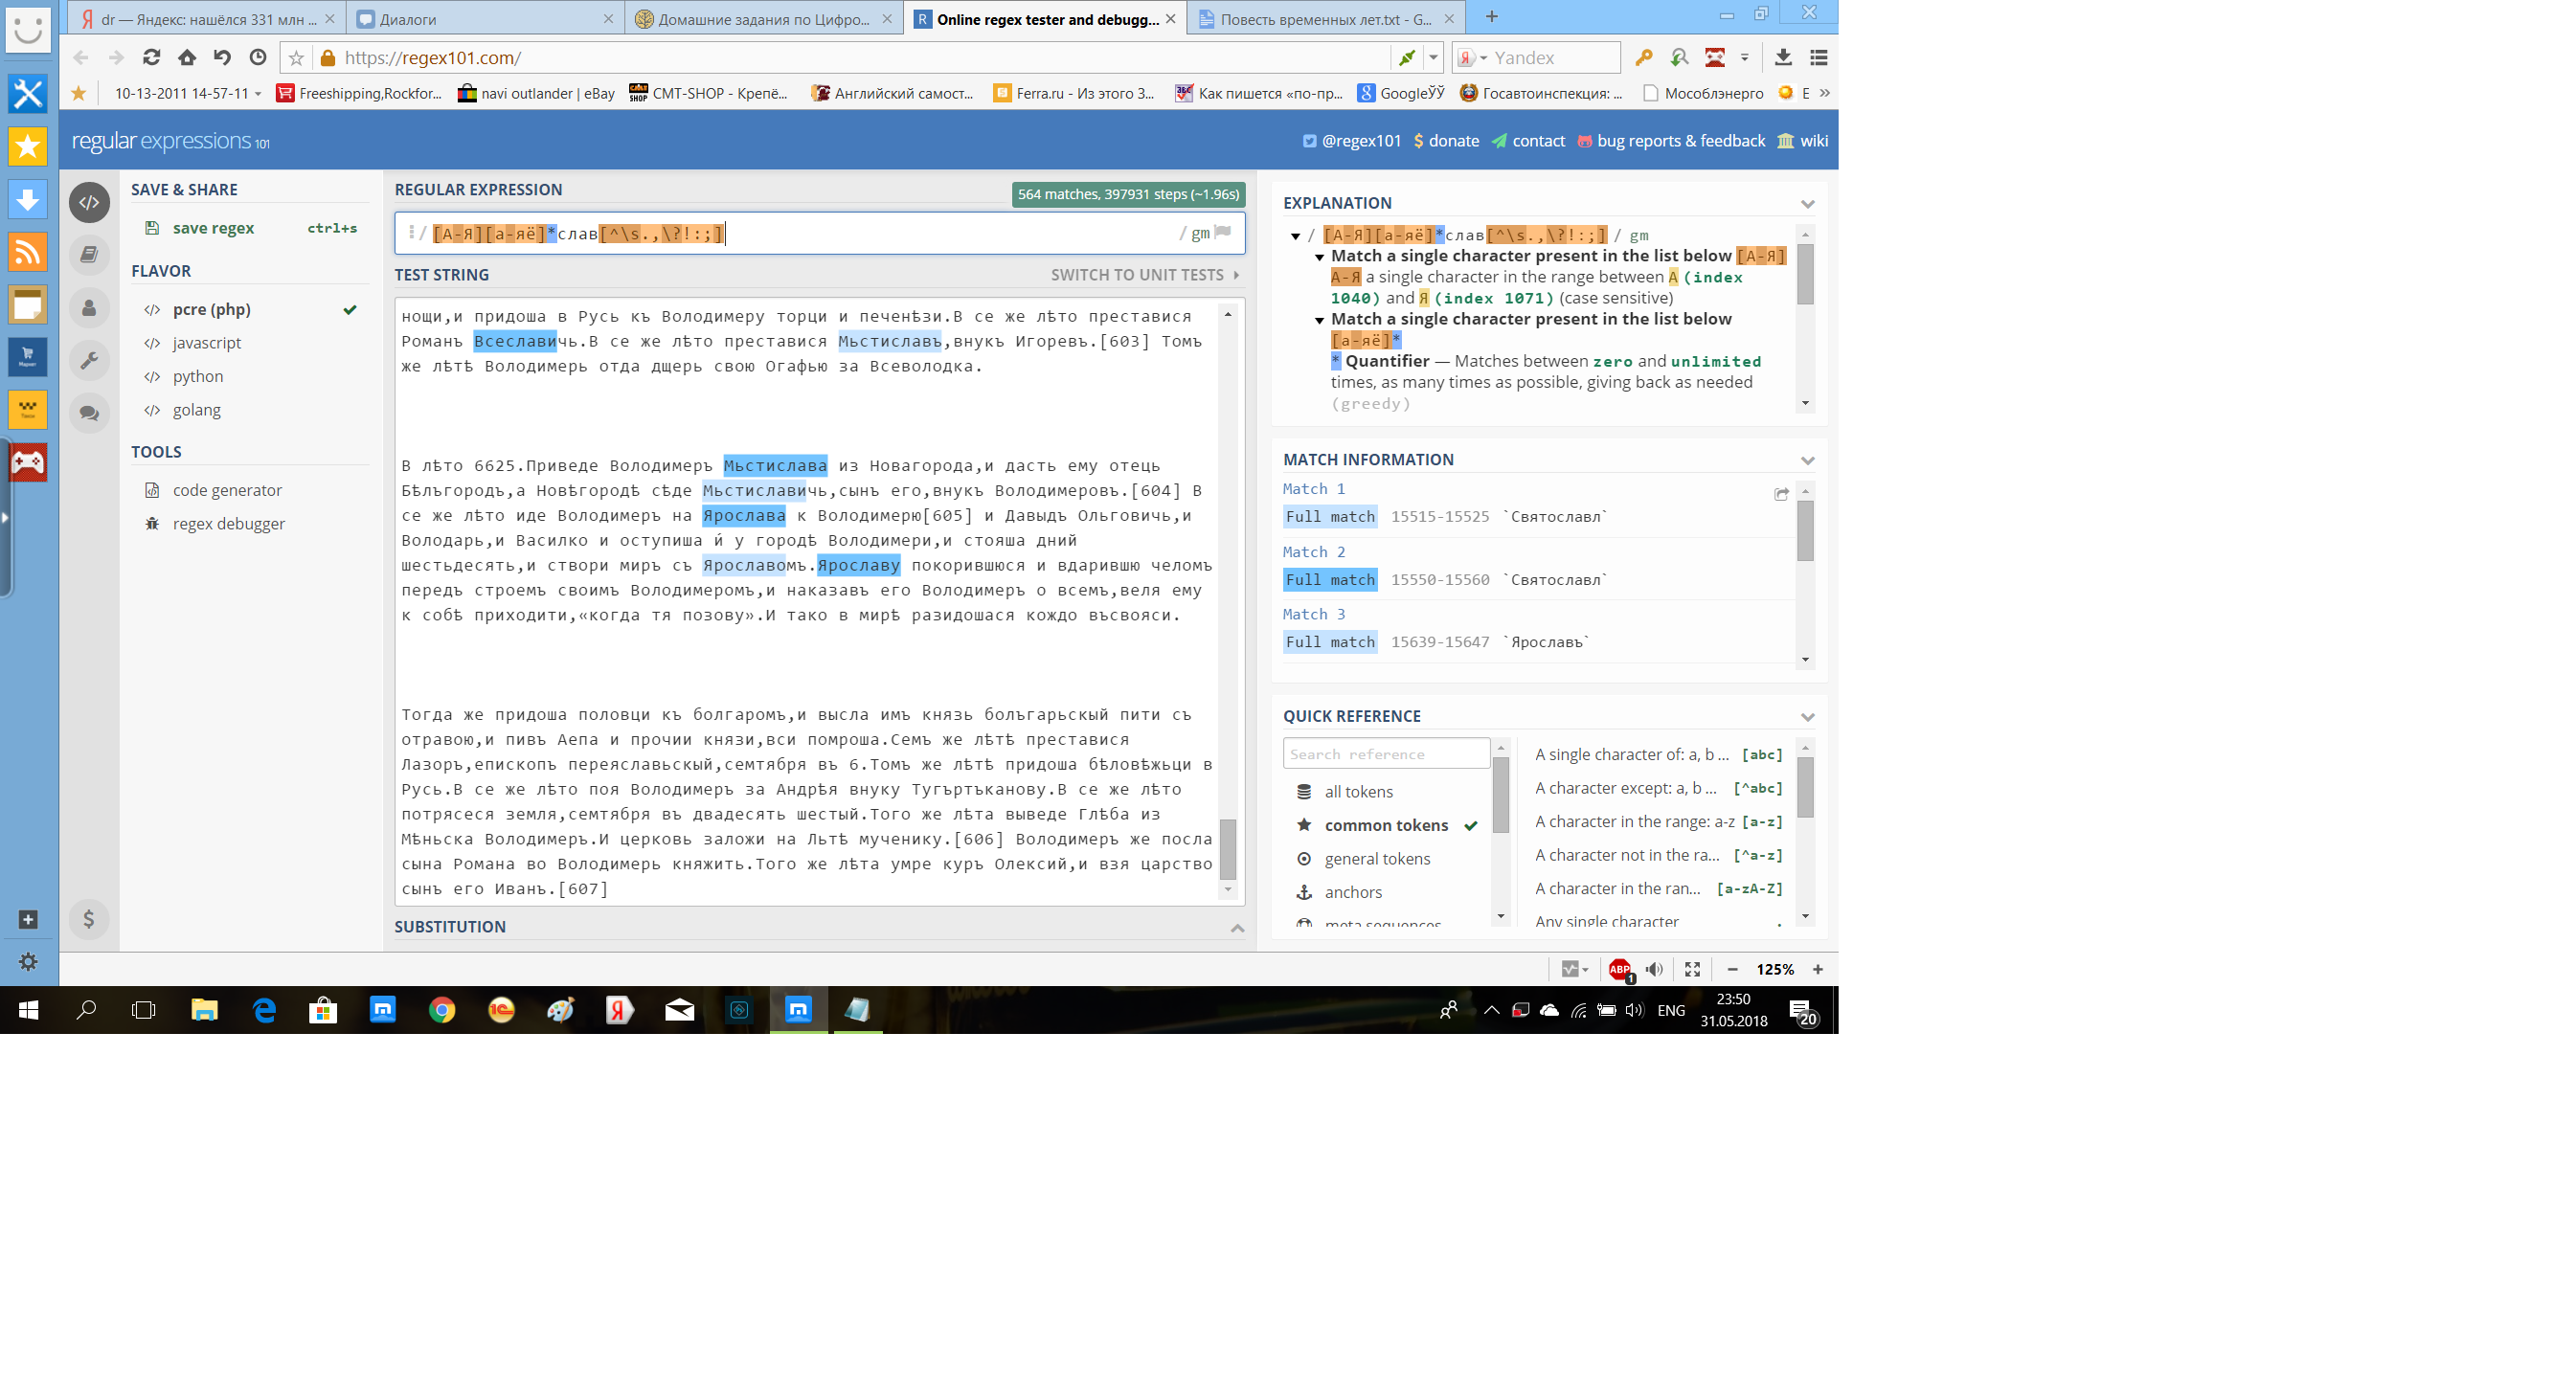 dr — Яндекс: нашёлся 331 млн ...
Диалоги
Домашние задания по Цифро...
Online regex tester and debugg...
Повесть временных лет.txt - G...
https://regex101.com/
Yandex
10-13-2011 14-57-11
Freeshipping,Rockfor...
navi outlander | eBay
СМТ-SHOP - Крепё...
Английский самост...
Ferra.ru - Из этого З...
Как пишется «по-пр...
GoogleЎЎ
Госавтоинспекция: ...
Мособлэнерго
E »
regular expressions 101
@regex101
donate
contact
bug reports & feedback
wiki
SAVE & SHARE
save regex ctrl+s
FLAVOR
pcre (php)
javascript
python
golang
TOOLS
code generator
regex debugger
REGULAR EXPRESSION
564 matches, 397931 steps (~1.96s)
/ [А-Я][а-яё]*слав[^\s.,\?!:;] / gm
TEST STRING
SWITCH TO UNIT TESTS
нощи,и придоша в Русь къ Володимеру торци и печенѣзи.В се же лѣто преставися
Романъ Всеславичь.В се же лѣто преставися Мьстиславъ,внукъ Игоревъ.[603] Томъ
же лѣтѣ Володимерь отда дщерь свою Огафью за Всеволодка.
В лѣто 6625.Приведе Володимеръ Мьстислава из Новагорода,и дасть ему отець
Бѣлъгородъ,а Новѣгородѣ сѣде Мьстиславичь,сынъ его,внукъ Володимеровъ.[604] В
се же лѣто иде Володимеръ на Ярослава к Володимерю[605] и Давыдъ Ольговичь,и
Володарь,и Василко и оступиша и́ у городѣ Володимери,и стояша дний
шестьдесять,и створи миръ съ Ярославомъ.Ярославу покорившюся и вдарившю челомъ
передъ строемъ своимъ Володимеромъ,и наказавъ его Володимеръ о всемъ,веля ему
к собѣ приходити,«когда тя позову».И тако в мирѣ разидошася кождо въсвояси.
Тогда же придоша половци къ болгаромъ,и высла имъ князь болъгарьскый пити съ
отравою,и пивъ Аепа и прочии князи,вси помроша.Семъ же лѣтѣ преставися
Лазоръ,епископъ переяславьскый,семтября въ 6.Томъ же лѣтѣ придоша бѣловѣжьци в
Русь.В се же лѣто поя Володимеръ за Андрѣя внуку Тугъртъканову.В се же лѣто
потрясеся земля,семтября въ двадесять шестый.Того же лѣта выведе Глѣба из
Мѣньска Володимеръ.И церковь заложи на Льтѣ мученику.[606] Володимеръ же посла
сына Романа во Володимерь княжить.Того же лѣта умре куръ Олексий,и взя царство
сынъ его Иванъ.[607]
SUBSTITUTION
EXPLANATION
/ [А-Я][а-яё]*слав[^\s.,\?!:;] / gm
Match a single character present in the list below [А-Я]
А-Я a single character in the range between А (index
1040) and Я (index 1071) (case sensitive)
Match a single character present in the list below
[а-яё]*
* Quantifier — Matches between zero and unlimited
times, as many times as possible, giving back as needed
(greedy)
MATCH INFORMATION
Match 1
Full match 15515-15525 `Святославл`
Match 2
Full match 15550-15560 `Святославл`
Match 3
Full match 15639-15647 `Ярославъ`
QUICK REFERENCE
Search reference
all tokens
common tokens
general tokens
anchors
meta sequences
A single character of: a, b ... [abc]
A character except: a, b ... [^abc]
A character in the range: a-z [a-z]
A character not in the ra... [^a-z]
A character in the ran... [a-zA-Z]
Any single character .
ABP 1
125%
ENG
23:50
31.05.2018
20